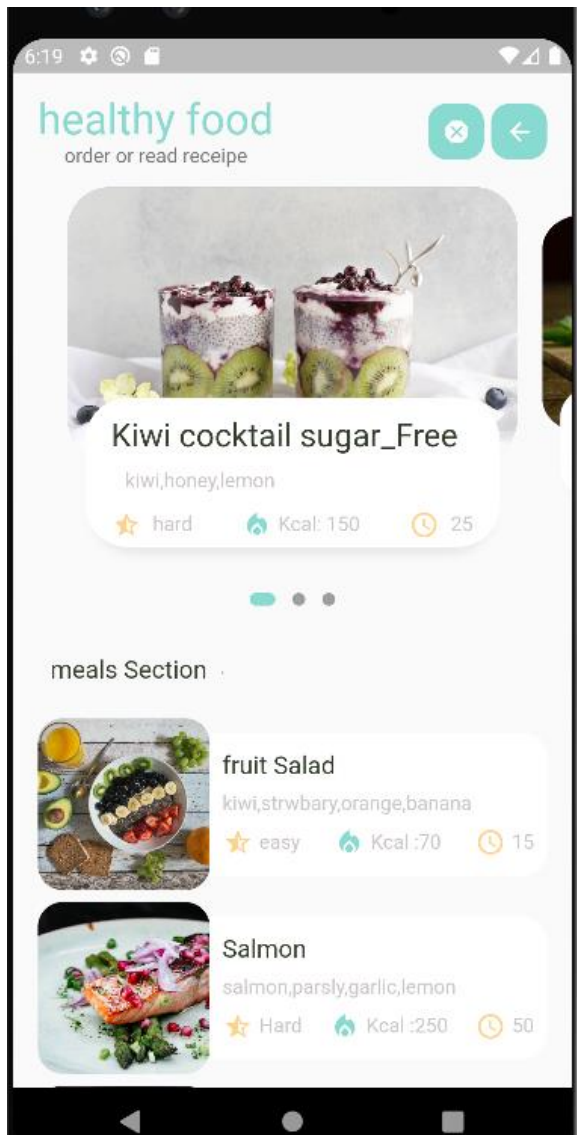 6:19
healthy food
order or read receipe
Kiwi cocktail sugar_Free
kiwi,honey,lemon
hard Kcal: 150 25
meals Section
fruit Salad
kiwi,strwbary,orange,banana
easy Kcal :70 15
Salmon
salmon,parsly,garlic,lemon
Hard Kcal :250 50